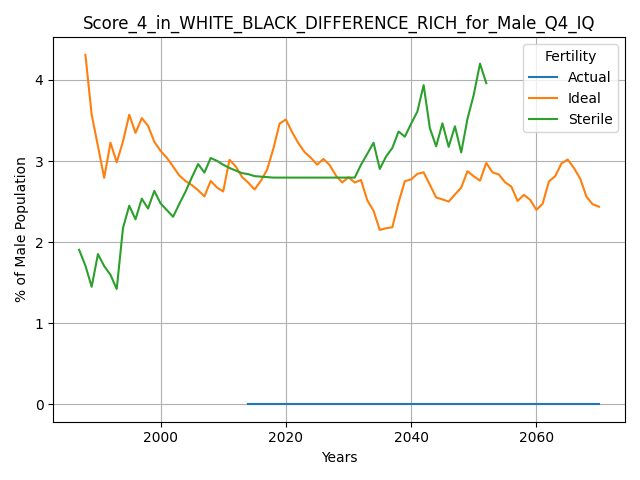 Score_4_in_WHITE_BLACK_DIFFERENCE_RICH_for_Male_Q4_IQ
Fertility
Actual
Ideal
Sterile
% of Male Population
4
3
2
1
0
2000 2020 2040 2060
Years